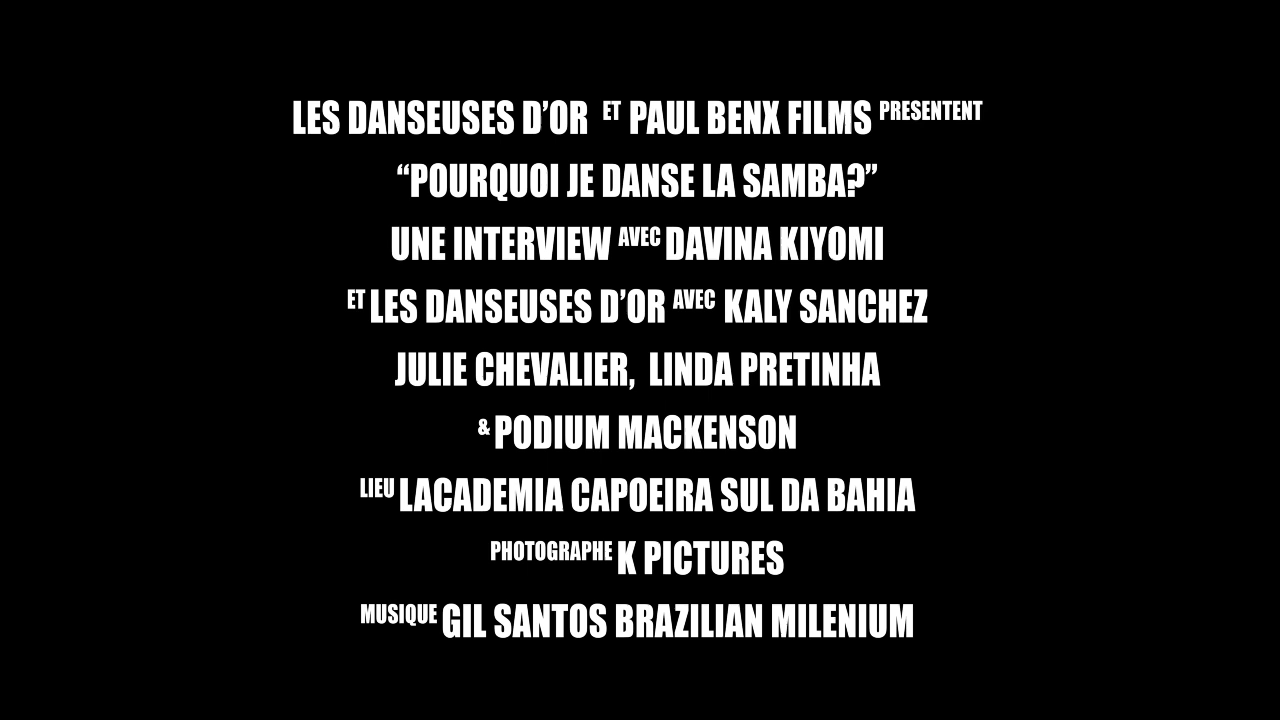 LES DANSEUSES D’OR ET PAUL BENX FILMS PRESENTENT
“POURQUOI JE DANSE LA SAMBA?”
UNE INTERVIEW AVEC DAVINA KIYOMI
ET LES DANSEUSES D’OR AVEC KALY SANCHEZ
JULIE CHEVALIER, LINDA PRETINHA
& PODIUM MACKENSON
LIEU LACADEMIA CAPOEIRA SUL DA BAHIA
PHOTOGRAPHE K PICTURES
MUSIQUE GIL SANTOS BRAZILIAN MILENIUM